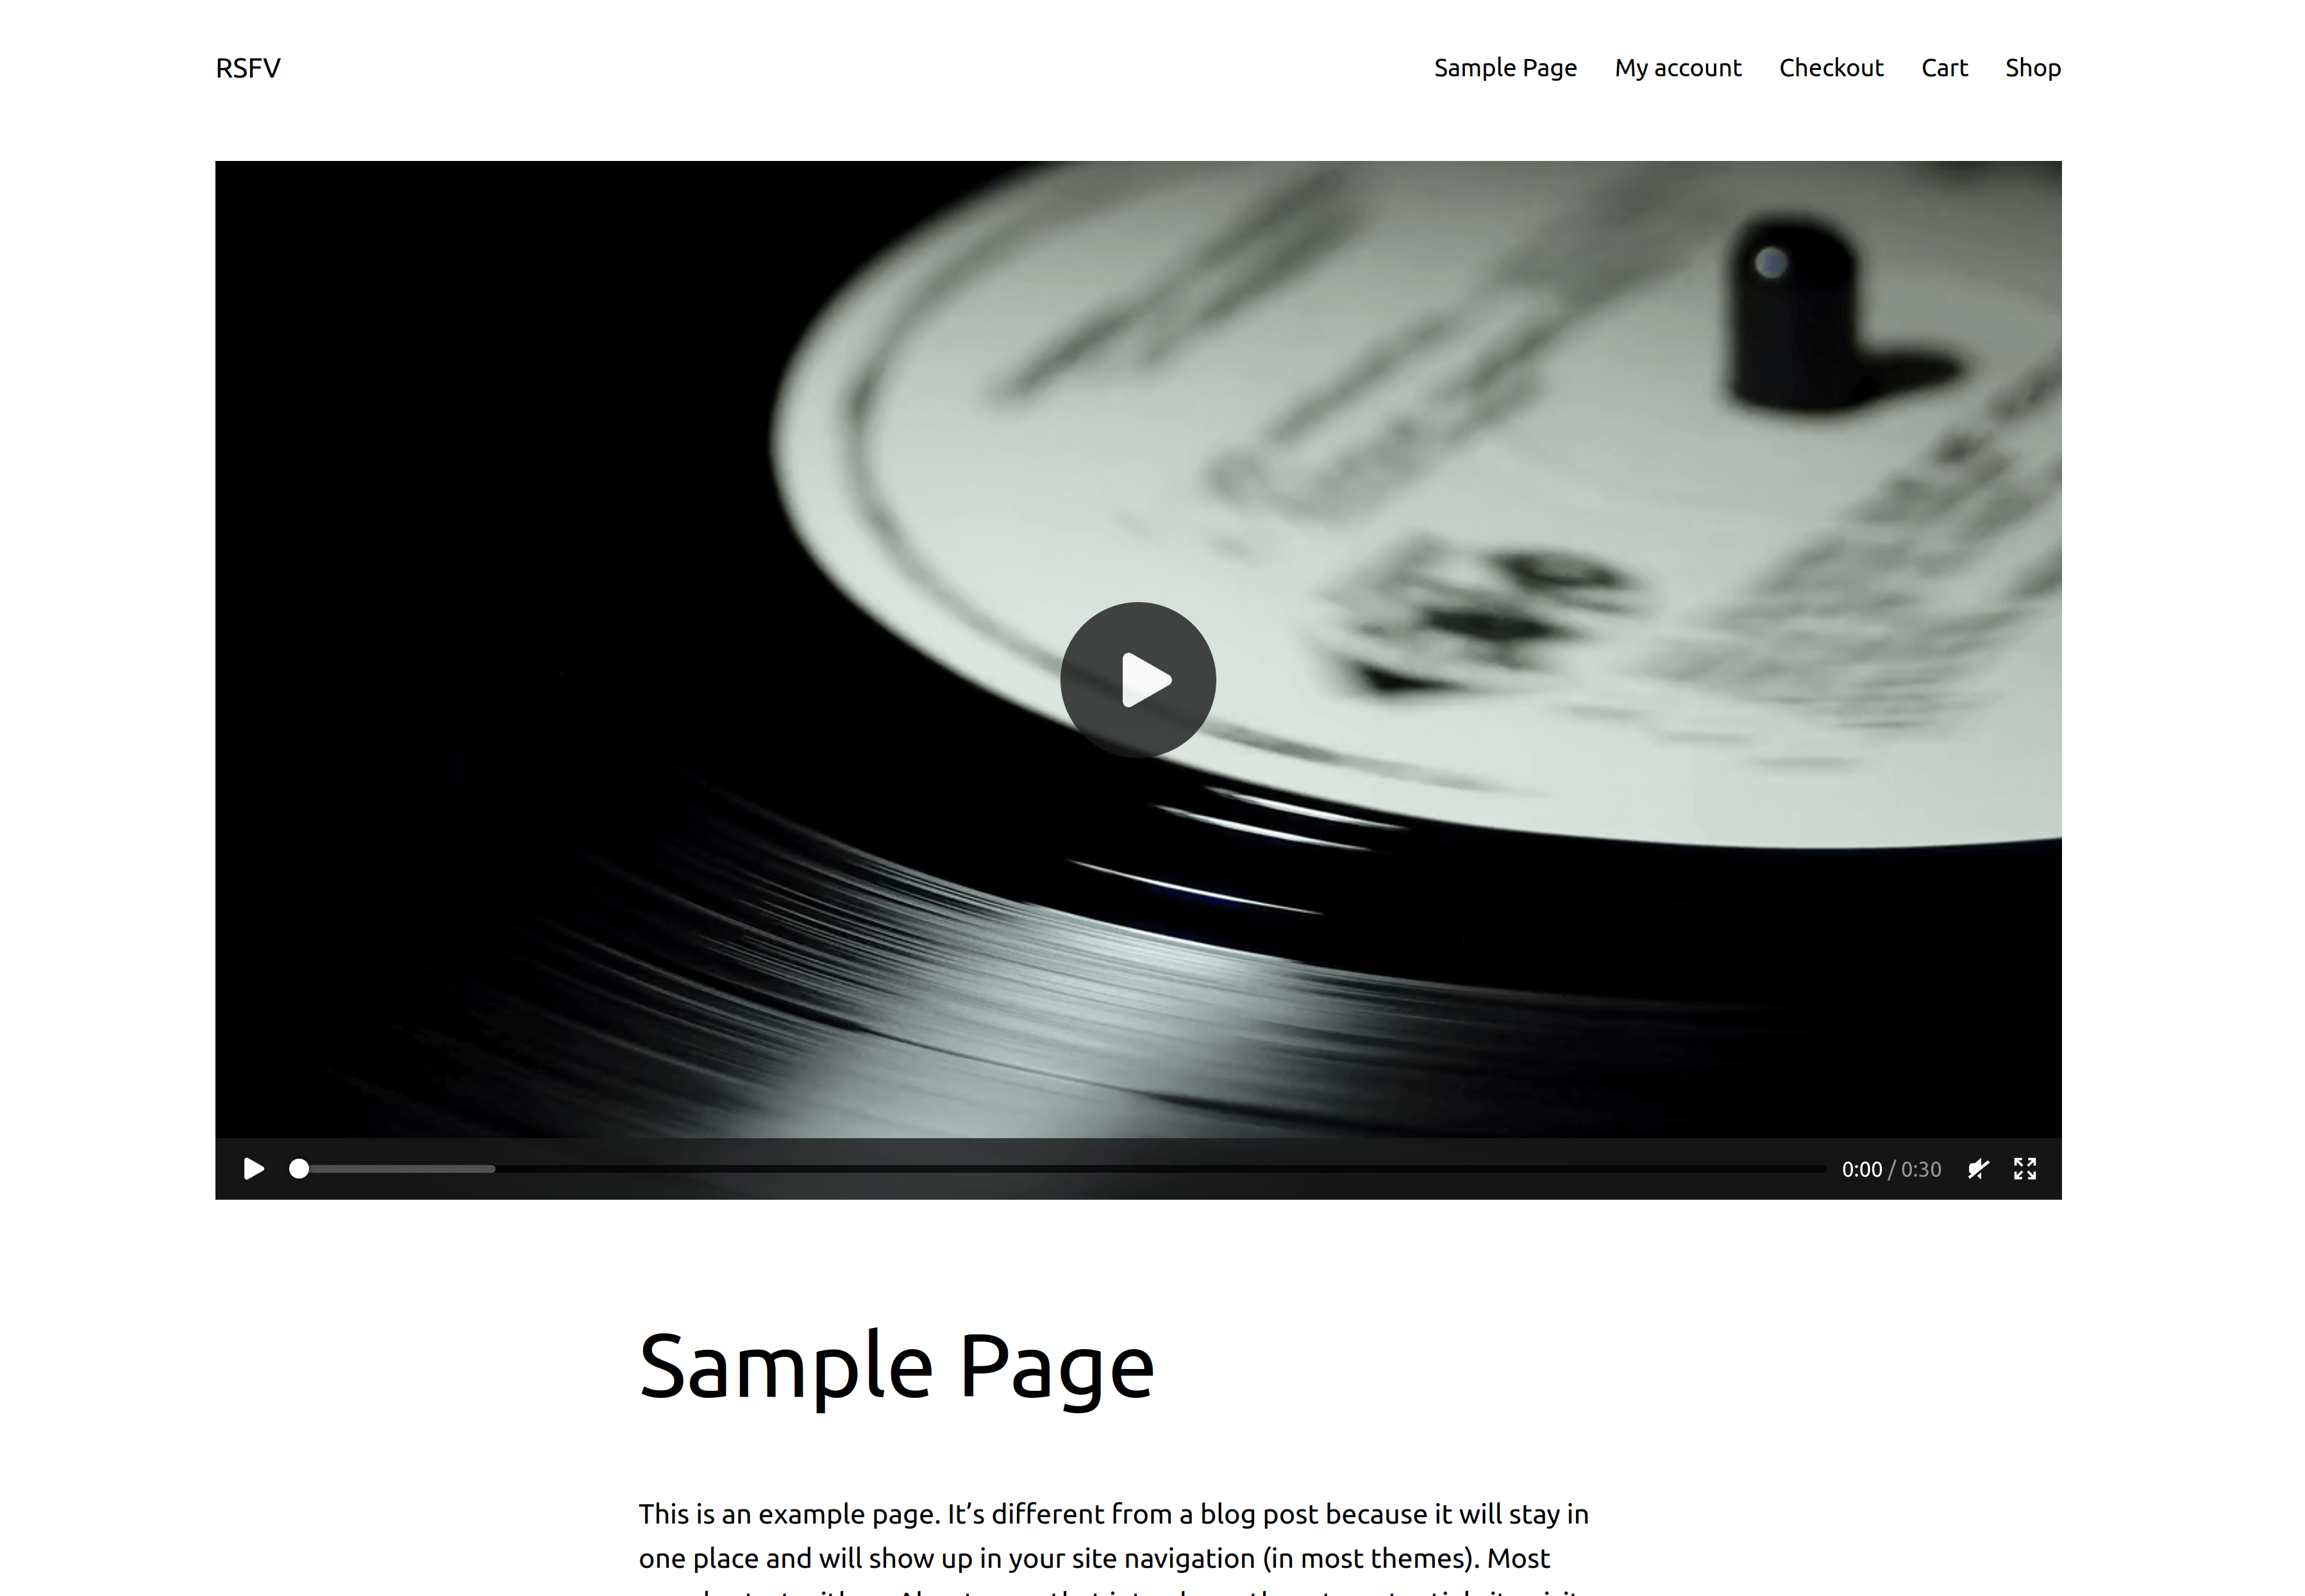 RSFV
Sample Page My account Checkout Cart Shop
0:00 / 0:30
Sample Page
This is an example page. It’s different from a blog post because it will stay in
one place and will show up in your site navigation (in most themes). Most